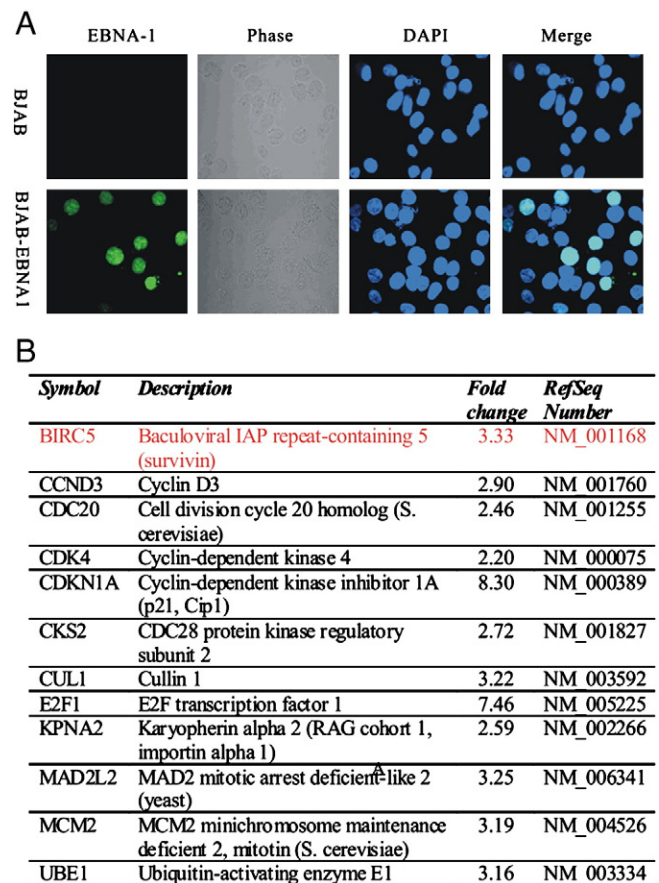 A
EBNA-1 Phase DAPI Merge
BJAB
BJAB-EBNA1
B
Symbol Description Fold change RefSeq Number
BIRC5 Baculoviral IAP repeat-containing 5 (survivin) 3.33 NM_001168
CCND3 Cyclin D3 2.90 NM_001760
CDC20 Cell division cycle 20 homolog (S. cerevisiae) 2.46 NM_001255
CDK4 Cyclin-dependent kinase 4 2.20 NM_000075
CDKN1A Cyclin-dependent kinase inhibitor 1A (p21, Cip1) 8.30 NM_000389
CKS2 CDC28 protein kinase regulatory subunit 2 2.72 NM_001827
CUL1 Cullin 1 3.22 NM_003592
E2F1 E2F transcription factor 1 7.46 NM_005225
KPNA2 Karyopherin alpha 2 (RAG cohort 1, importin alpha 1) 2.59 NM_002266
MAD2L2 MAD2 mitotic arrest deficient-like 2 (yeast) 3.25 NM_006341
MCM2 MCM2 minichromosome maintenance deficient 2, mitotin (S. cerevisiae) 3.19 NM_004526
UBE1 Ubiquitin-activating enzyme E1 3.16 NM_003334